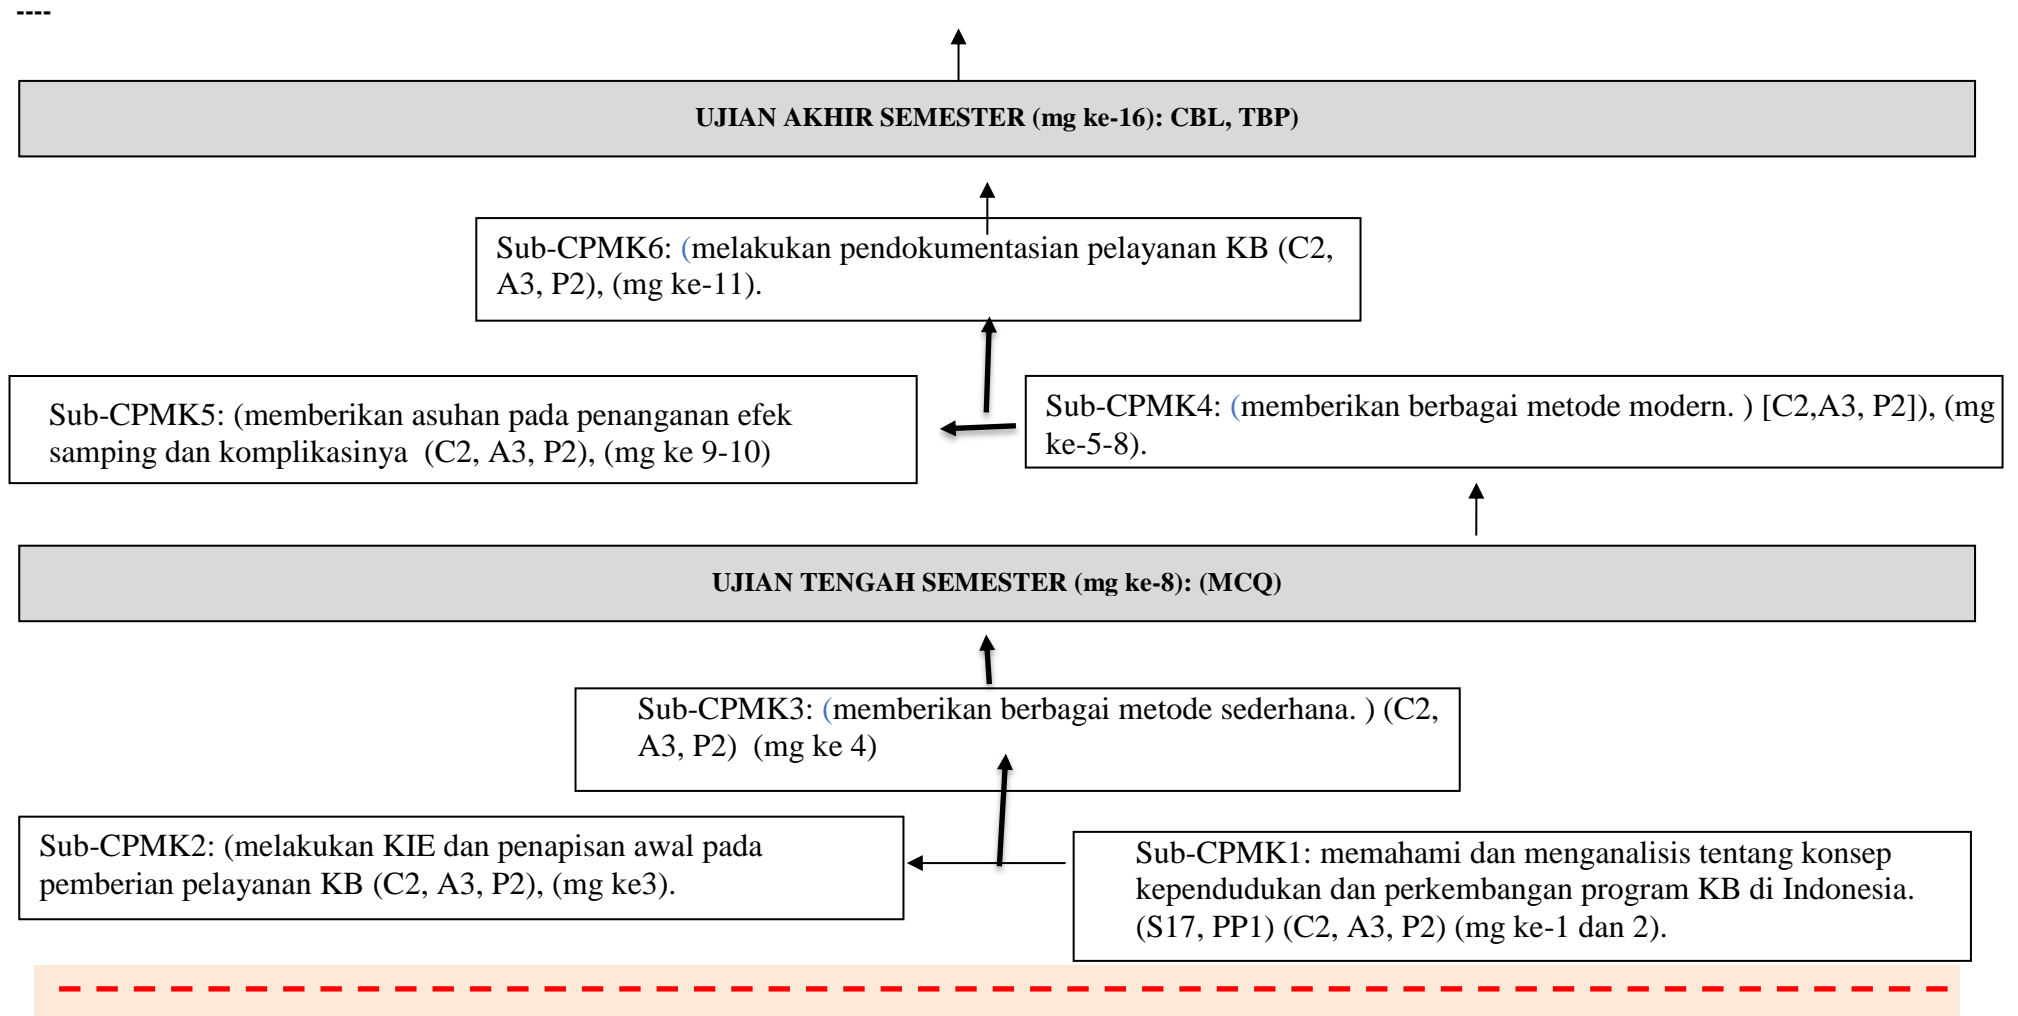 ----
UJIAN AKHIR SEMESTER (mg ke-16): CBL, TBP)
Sub-CPMK6: (melakukan pendokumentasian pelayanan KB (C2,
A3, P2), (mg ke-11).
Sub-CPMK5: (memberikan asuhan pada penanganan efek
samping dan komplikasinya (C2, A3, P2), (mg ke 9-10)
Sub-CPMK4: (memberikan berbagai metode modern. ) [C2,A3, P2]), (mg
ke-5-8).
UJIAN TENGAH SEMESTER (mg ke-8): (MCQ)
Sub-CPMK3: (memberikan berbagai metode sederhana. ) (C2,
A3, P2) (mg ke 4)
Sub-CPMK2: (melakukan KIE dan penapisan awal pada
pemberian pelayanan KB (C2, A3, P2), (mg ke3).
Sub-CPMK1: memahami dan menganalisis tentang konsep
kependudukan dan perkembangan program KB di Indonesia.
(S17, PP1) (C2, A3, P2) (mg ke-1 dan 2).